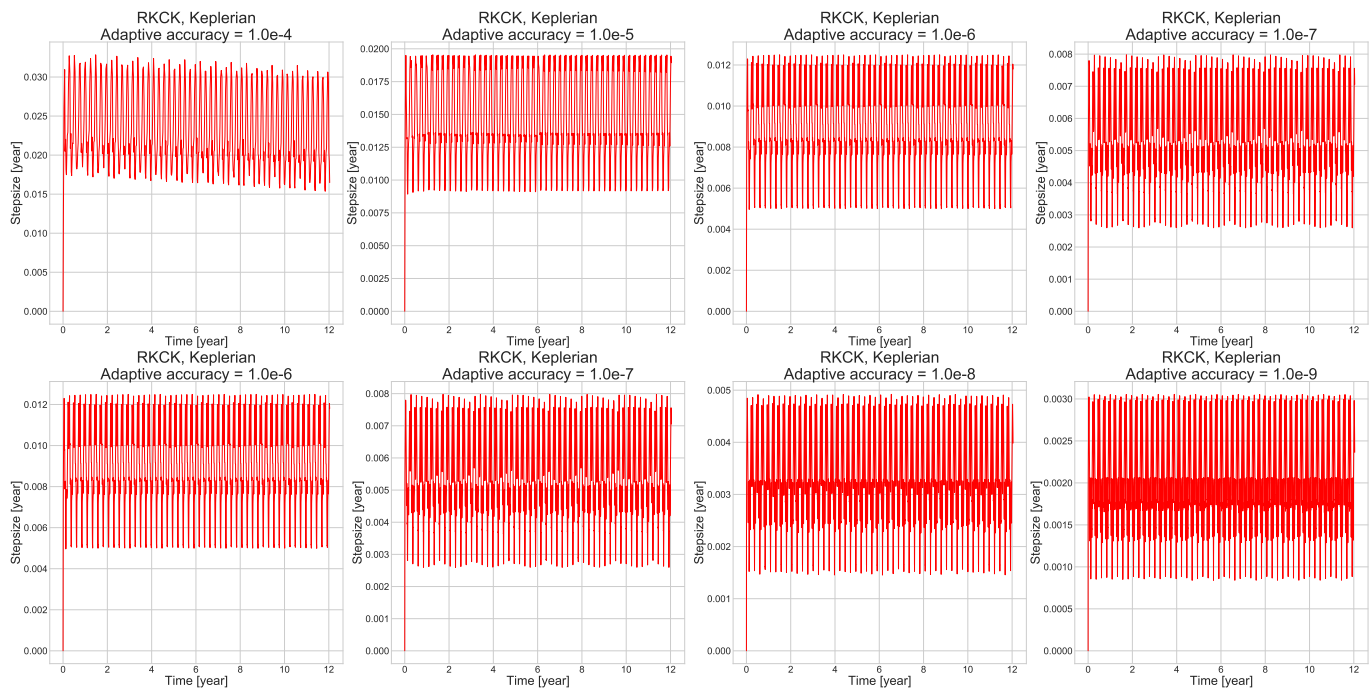 RKCK, Keplerian
Adaptive accuracy = 1.0e-4
Stepsize [year]
0.030
0.025
0.020
0.015
0.010
0.005
0.000
0 2 4 6 8 10 12
Time [year]
RKCK, Keplerian
Adaptive accuracy = 1.0e-5
Stepsize [year]
0.0200
0.0175
0.0150
0.0125
0.0100
0.0075
0.0050
0.0025
0.0000
0 2 4 6 8 10 12
Time [year]
RKCK, Keplerian
Adaptive accuracy = 1.0e-6
Stepsize [year]
0.012
0.010
0.008
0.006
0.004
0.002
0.000
0 2 4 6 8 10 12
Time [year]
RKCK, Keplerian
Adaptive accuracy = 1.0e-7
Stepsize [year]
0.008
0.007
0.006
0.005
0.004
0.003
0.002
0.001
0.000
0 2 4 6 8 10 12
Time [year]
RKCK, Keplerian
Adaptive accuracy = 1.0e-6
Stepsize [year]
0.012
0.010
0.008
0.006
0.004
0.002
0.000
0 2 4 6 8 10 12
Time [year]
RKCK, Keplerian
Adaptive accuracy = 1.0e-7
Stepsize [year]
0.008
0.007
0.006
0.005
0.004
0.003
0.002
0.001
0.000
0 2 4 6 8 10 12
Time [year]
RKCK, Keplerian
Adaptive accuracy = 1.0e-8
Stepsize [year]
0.005
0.004
0.003
0.002
0.001
0.000
0 2 4 6 8 10 12
Time [year]
RKCK, Keplerian
Adaptive accuracy = 1.0e-9
Stepsize [year]
0.0030
0.0025
0.0020
0.0015
0.0010
0.0005
0.0000
0 2 4 6 8 10 12
Time [year]